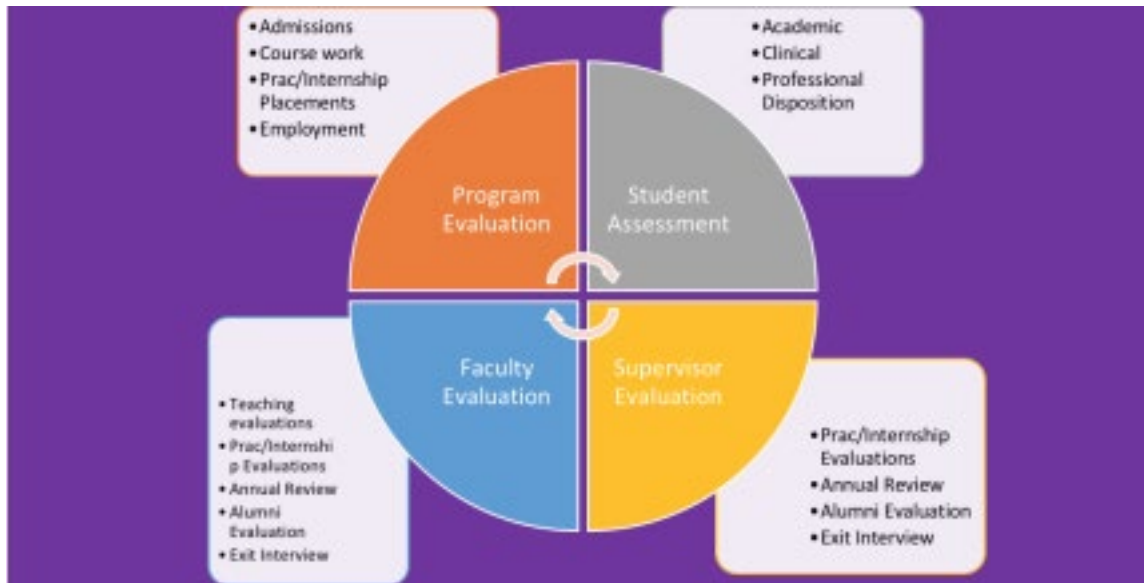 •Admissions
•Course work
•Prac/Internship
Placements
•Employment
•Academic
•Clinical
•Professional
Disposition
Program
Evaluation
Student
Assessment
Faculty
Evaluation
Supervisor
Evaluation
•Teaching
evaluations
•Prac/Internshi
p Evaluations
•Annual Review
•Alumni
Evaluation
•Exit Interview
•Prac/Internship
Evaluations
•Annual Review
•Alumni Evaluation
•Exit Interview